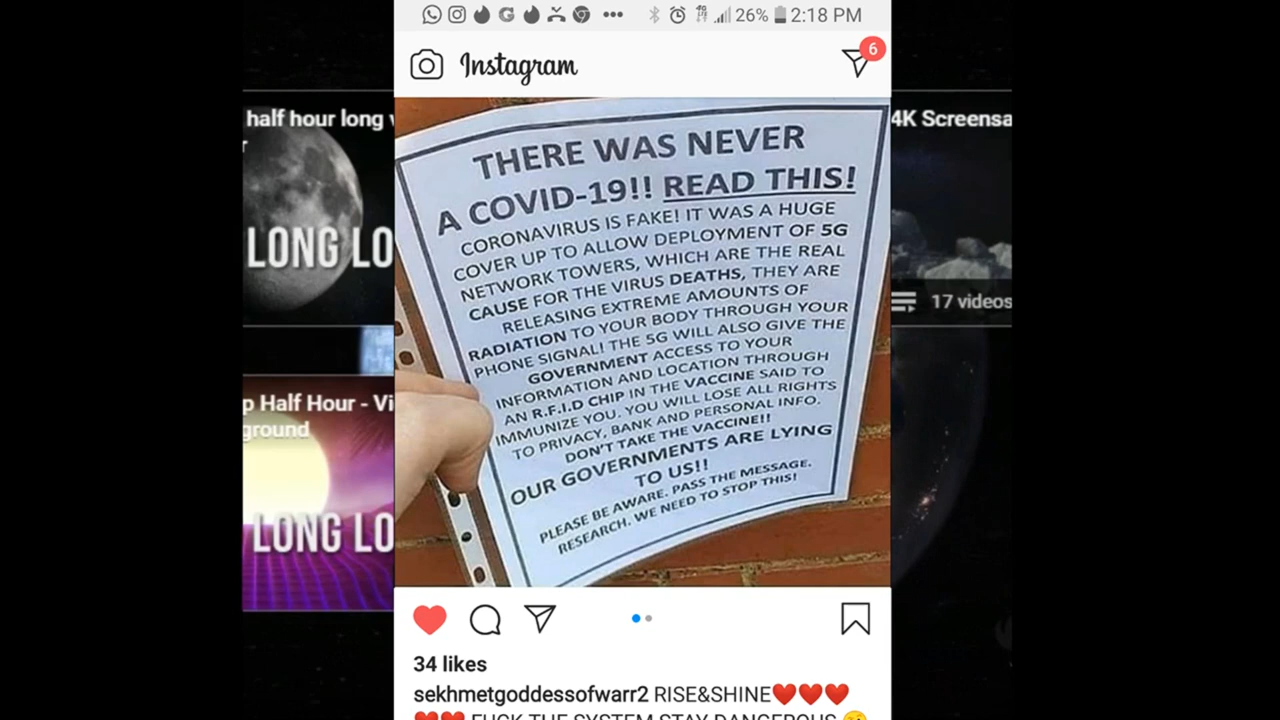 26% 2:18 PM
Instagram
6
half hour long
r
LONG LO
p Half Hour - Vi
ground
LONG LO
4K Screensa
17 videos
THERE WAS NEVER
A COVID-19!! READ THIS!
CORONAVIRUS IS FAKE! IT WAS A HUGE
COVER UP TO ALLOW DEPLOYMENT OF 5G
NETWORK TOWERS, WHICH ARE THE REAL
CAUSE FOR THE VIRUS DEATHS, THEY ARE
RELEASING EXTREME AMOUNTS OF
RADIATION TO YOUR BODY THROUGH YOUR
PHONE SIGNAL! THE 5G WILL ALSO GIVE THE
GOVERNMENT ACCESS TO YOUR
INFORMATION AND LOCATION THROUGH
AN R.F.I.D CHIP IN THE VACCINE SAID TO
IMMUNIZE YOU. YOU WILL LOSE ALL RIGHTS
TO PRIVACY, BANK AND PERSONAL INFO.
DON'T TAKE THE VACCINE!!
OUR GOVERNMENTS ARE LYING
TO US!!
PLEASE BE AWARE. PASS THE MESSAGE.
RESEARCH. WE NEED TO STOP THIS!
34 likes
sekhmetgoddessofwarr2 RISE&SHINE❤️❤️❤️
❤️❤️ FUCK THE SYSTEM STAY DANGEROUS